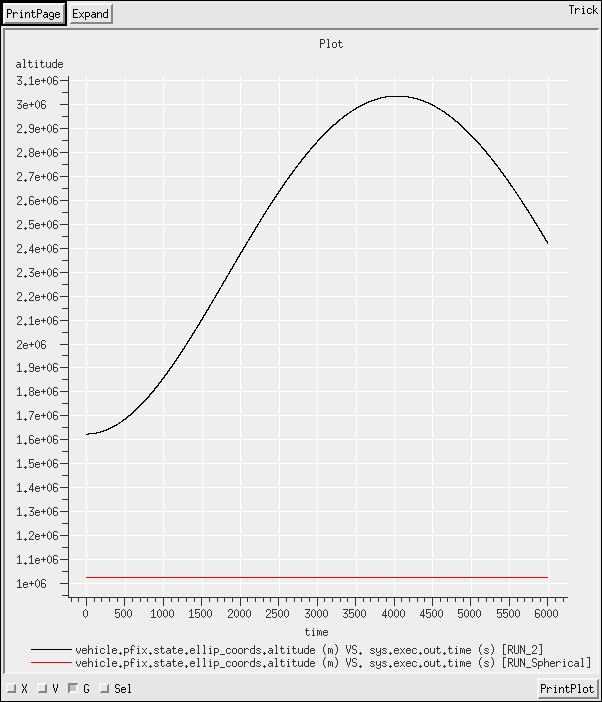 PrintPage Expand Trick
Plot
altitude
3.1e+06
3e+06
2.9e+06
2.8e+06
2.7e+06
2.6e+06
2.5e+06
2.4e+06
2.3e+06
2.2e+06
2.1e+06
2e+06
1.9e+06
1.8e+06
1.7e+06
1.6e+06
1.5e+06
1.4e+06
1.3e+06
1.2e+06
1.1e+06
1e+06
0 500 1000 1500 2000 2500 3000 3500 4000 4500 5000 5500 6000
time
vehicle.pfix.state.ellip_coords.altitude (m) VS. sys.exec.out.time (s) [RUN_2]
vehicle.pfix.state.ellip_coords.altitude (m) VS. sys.exec.out.time (s) [RUN_Spherical]
X V G Sel PrintPlot